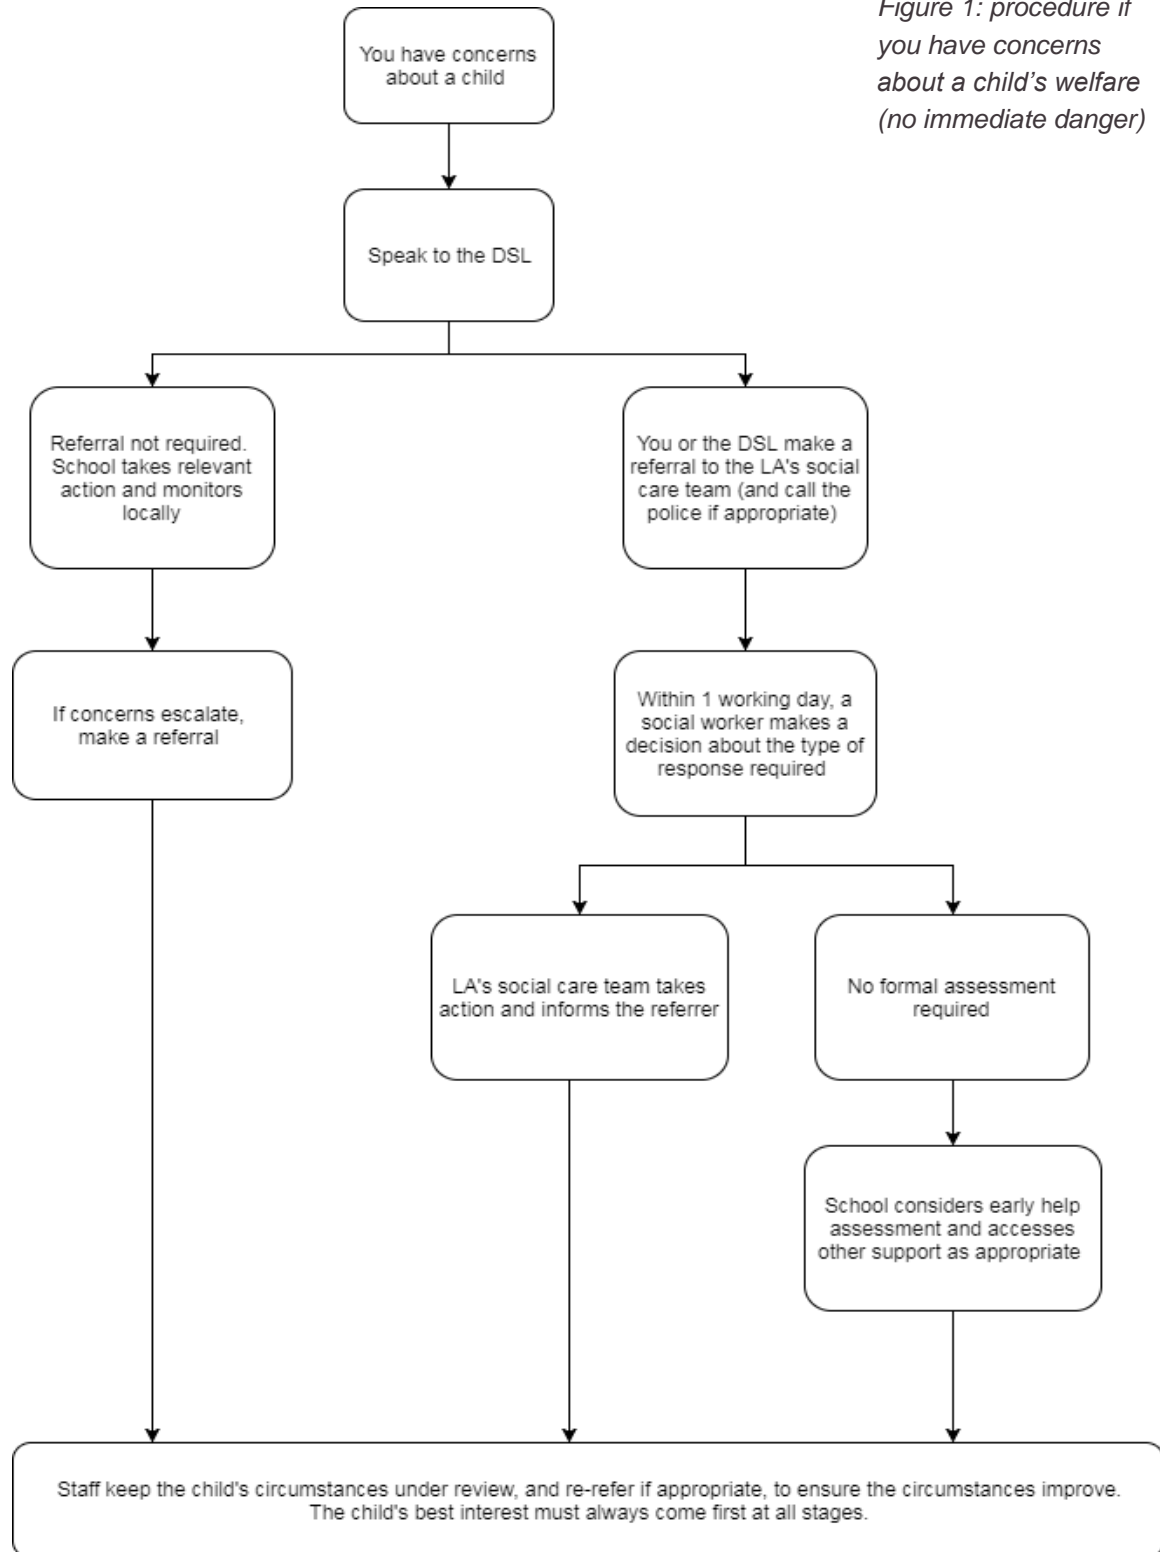 Figure 1: procedure if
you have concerns
about a child's welfare
(no immediate danger)
You have concerns
about a child
Speak to the DSL
Referral not required.
School takes relevant
action and monitors
locally
You or the DSL make a
referral to the LA's social
care team (and call the
police if appropriate)
If concerns escalate,
make a referral
Within 1 working day, a
social worker makes a
decision about the type of
response required
LA's social care team takes
action and informs the referrer
No formal assessment
required
School considers early help
assessment and accesses
other support as appropriate
Staff keep the child's circumstances under review, and re-refer if appropriate, to ensure the circumstances improve.
The child's best interest must always come first at all stages.